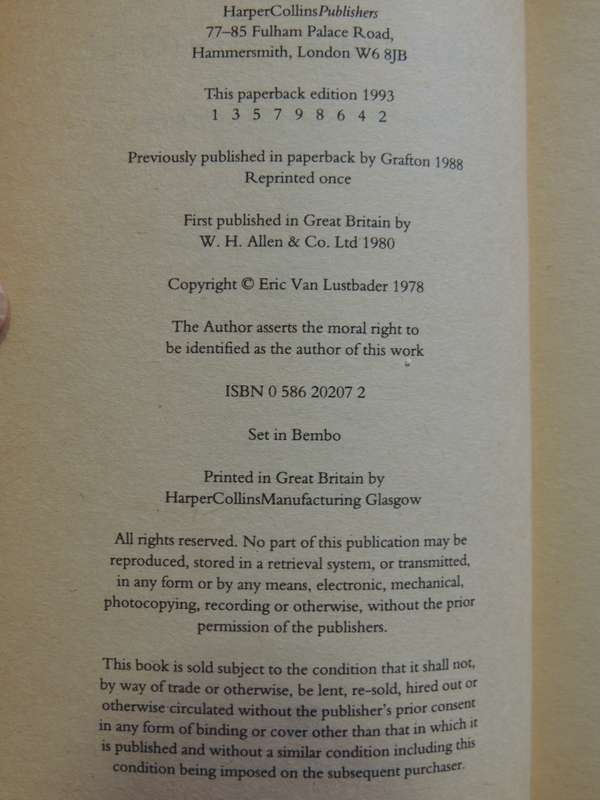 HarperCollinsPublishers
77–85 Fulham Palace Road,
Hammersmith, London W6 8JB
This paperback edition 1993
1 3 5 7 9 8 6 4 2
Previously published in paperback by Grafton 1988
Reprinted once
First published in Great Britain by
W. H. Allen & Co. Ltd 1980
Copyright © Eric Van Lustbader 1978
The Author asserts the moral right to
be identified as the author of this work
ISBN 0 586 20207 2
Set in Bembo
Printed in Great Britain by
HarperCollinsManufacturing Glasgow
All rights reserved. No part of this publication may be
reproduced, stored in a retrieval system, or transmitted,
in any form or by any means, electronic, mechanical,
photocopying, recording or otherwise, without the prior
permission of the publishers.
This book is sold subject to the condition that it shall not,
by way of trade or otherwise, be lent, re-sold, hired out or
otherwise circulated without the publisher's prior consent
in any form of binding or cover other than that in which it
is published and without a similar condition including this
condition being imposed on the subsequent purchaser.